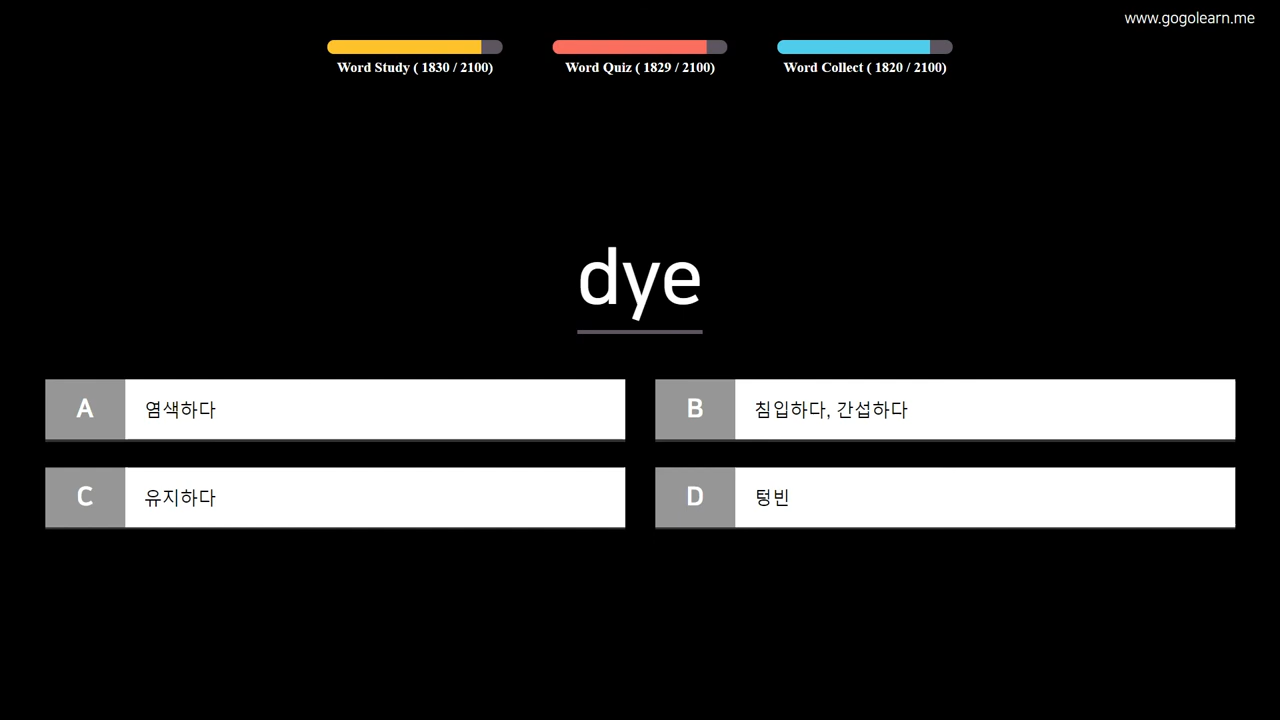 www.gogolearn.me
Word Study ( 1830 / 2100)
Word Quiz ( 1829 / 2100)
Word Collect ( 1820 / 2100)
dye
A 염색하다
B 침입하다, 간섭하다
C 유지하다
D 텅빈